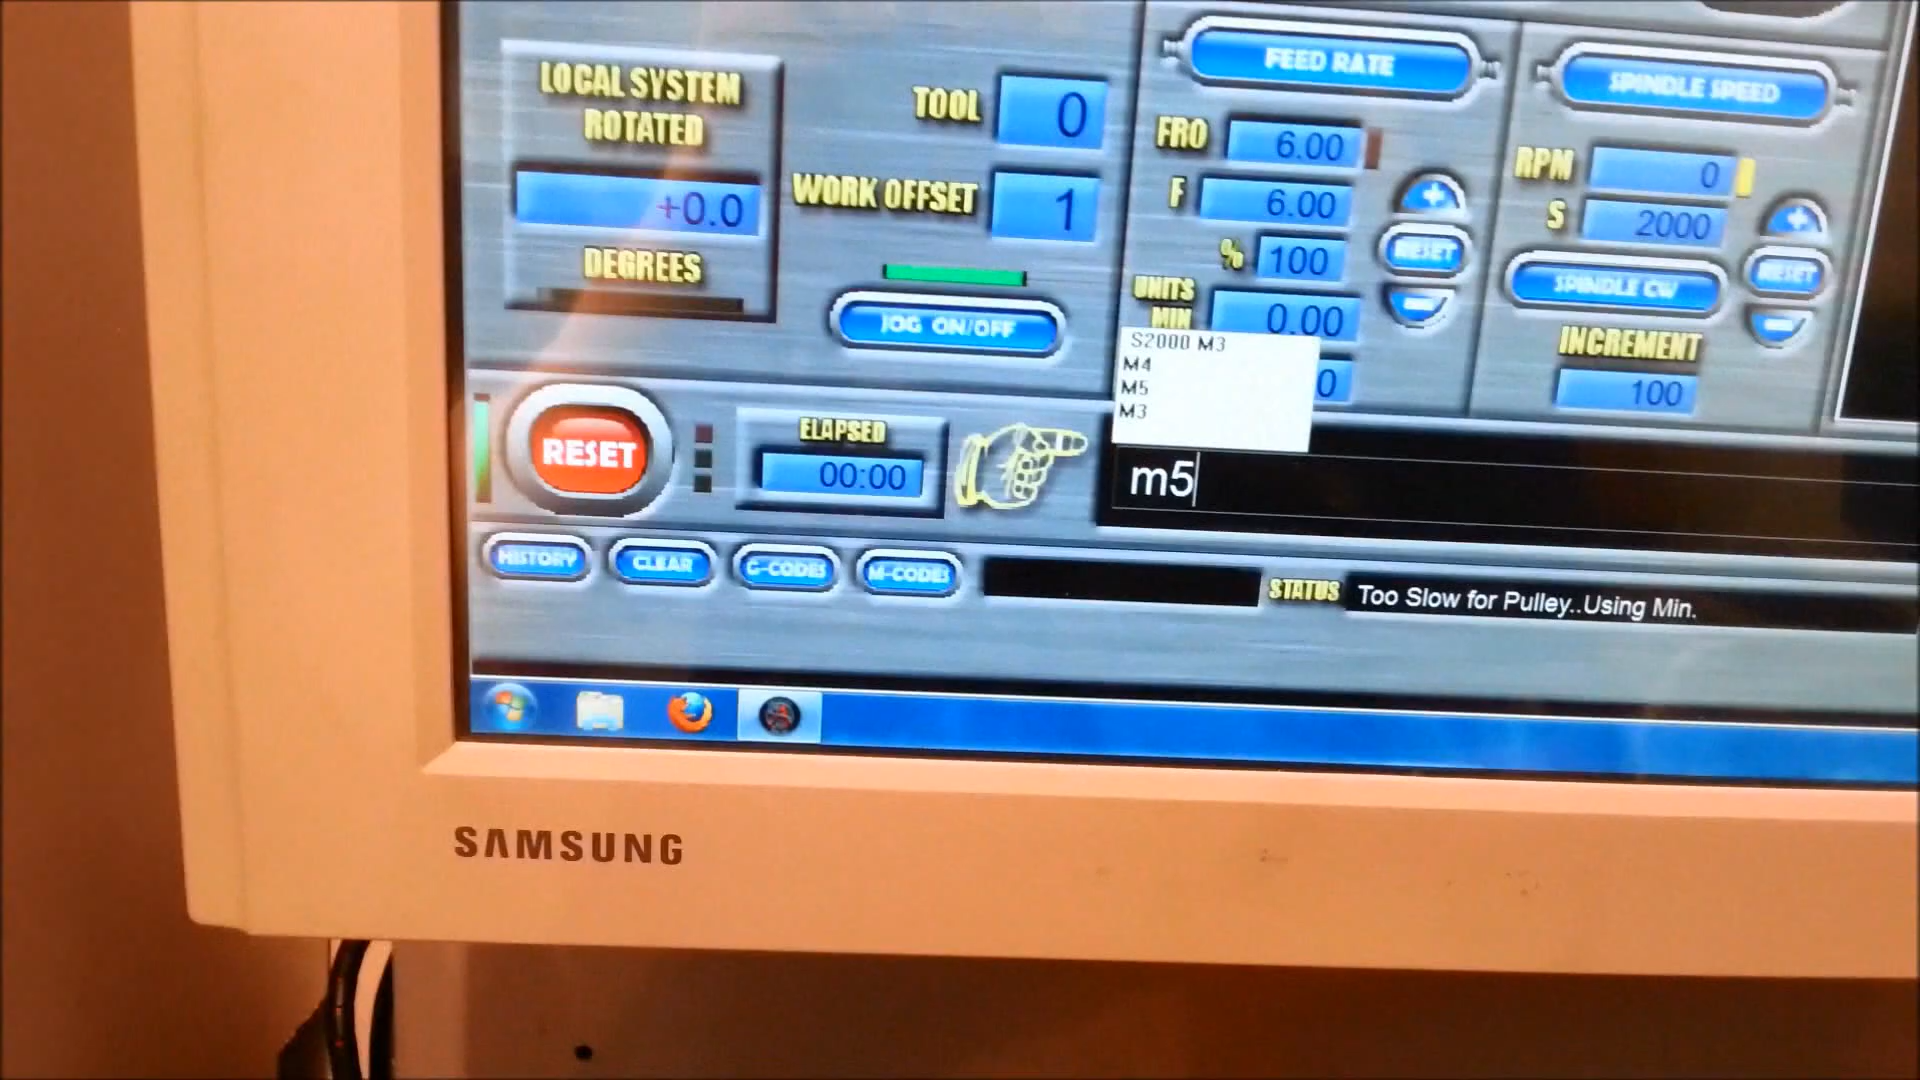 LOCAL SYSTEM
ROTATED
+0.0
DEGREES
TOOL
0
WORK OFFSET
1
JOG ON/OFF
FEED RATE
FRO
6.00
F
6.00
%
100
RESET
UNITS
MIN
0.00
0
SPINDLE SPEED
RPM
0
S
2000
SPINDLE CW
RESET
INCREMENT
100
S2000 M3
M4
M5
M3
RESET
ELAPSED
00:00
m5
HISTORY
CLEAR
G-CODES
M-CODES
STATUS
Too Slow for Pulley..Using Min.
SAMSUNG